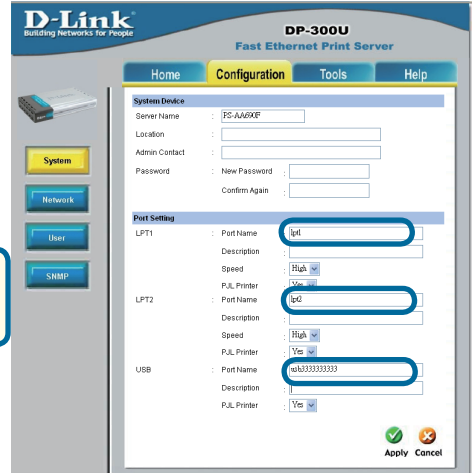 D-Link
Building Networks for People
DP-300U
Fast Ethernet Print Server
Home Configuration Tools Help
System
Network
User
SNMP
System Device
Server Name : PS-AA690F
Location :
Admin Contact :
Password : New Password :
Confirm Again :
Port Setting
LPT1 : Port Name : lpt1
Description :
Speed : High
PJL Printer : Yes
LPT2 : Port Name : lpt2
Description :
Speed : High
PJL Printer : Yes
USB : Port Name : usb3333333333
Description :
PJL Printer : Yes
Apply Cancel